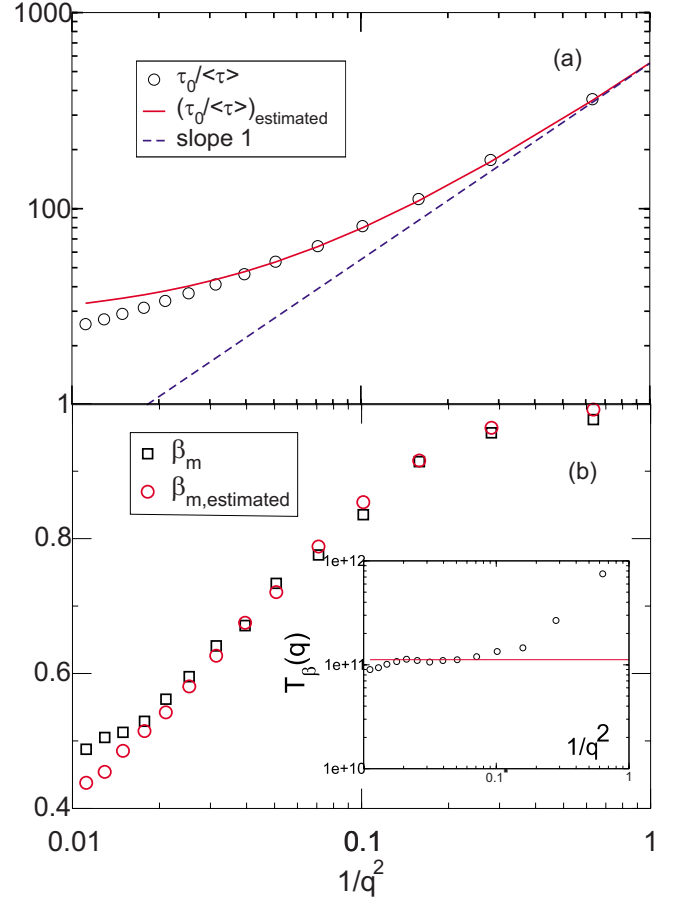 1000
(a)
τ0/<τ>
(τ0/<τ>)estimated
slope 1
100
1
(b)
βm
βm,estimated
0.8
0.6
0.4
1e+12
1e+11
1e+10
Tβ(q)
0.1
1
1/q2
0.01
0.1
1
1/q2